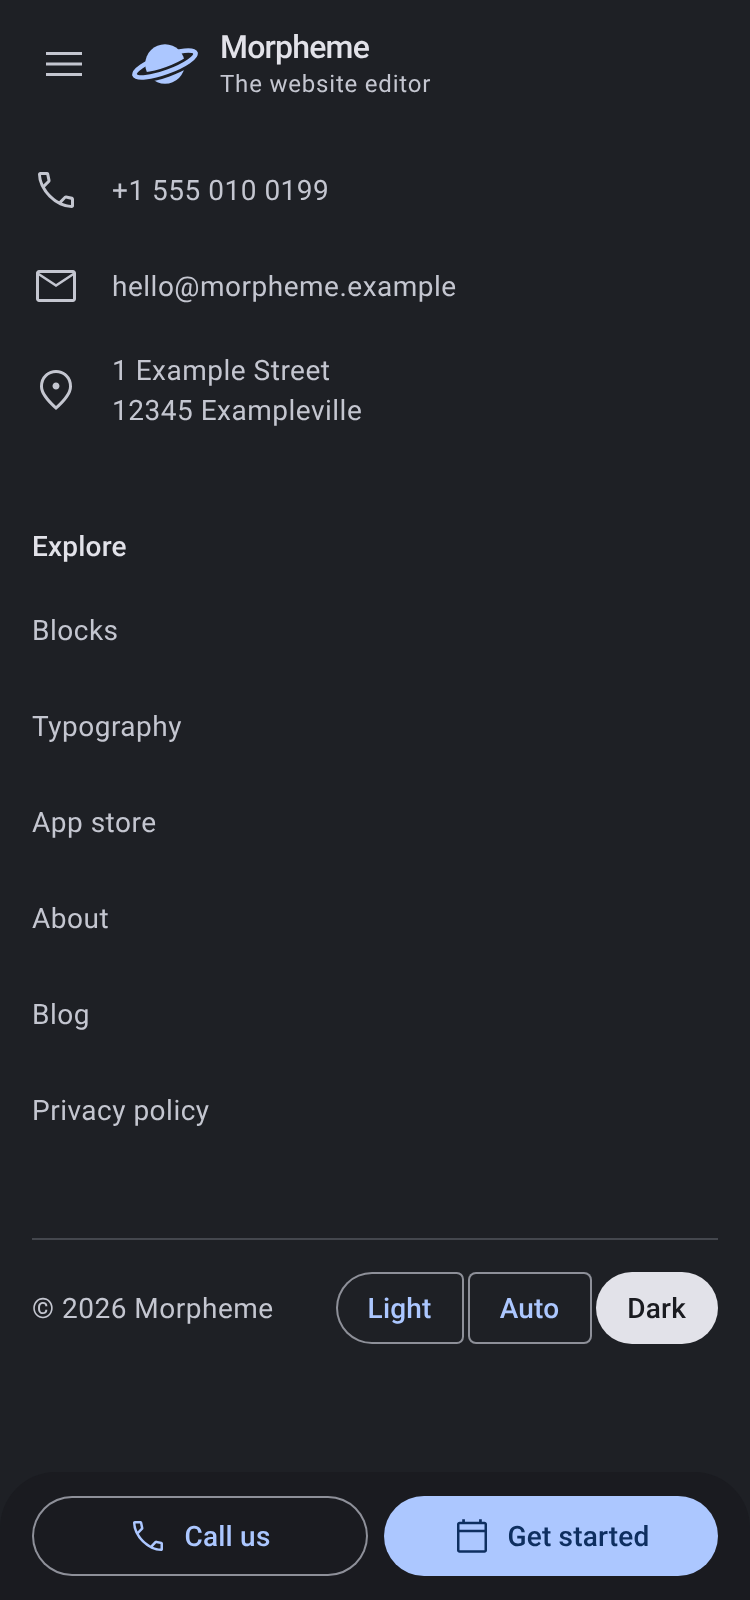 Morpheme
The website editor
+1 555 010 0199
hello@morpheme.example
1 Example Street
12345 Exampleville
Explore
Blocks
Typography
App store
About
Blog
Privacy policy
© 2026 Morpheme
Light
Auto
Dark
Call us
Get started